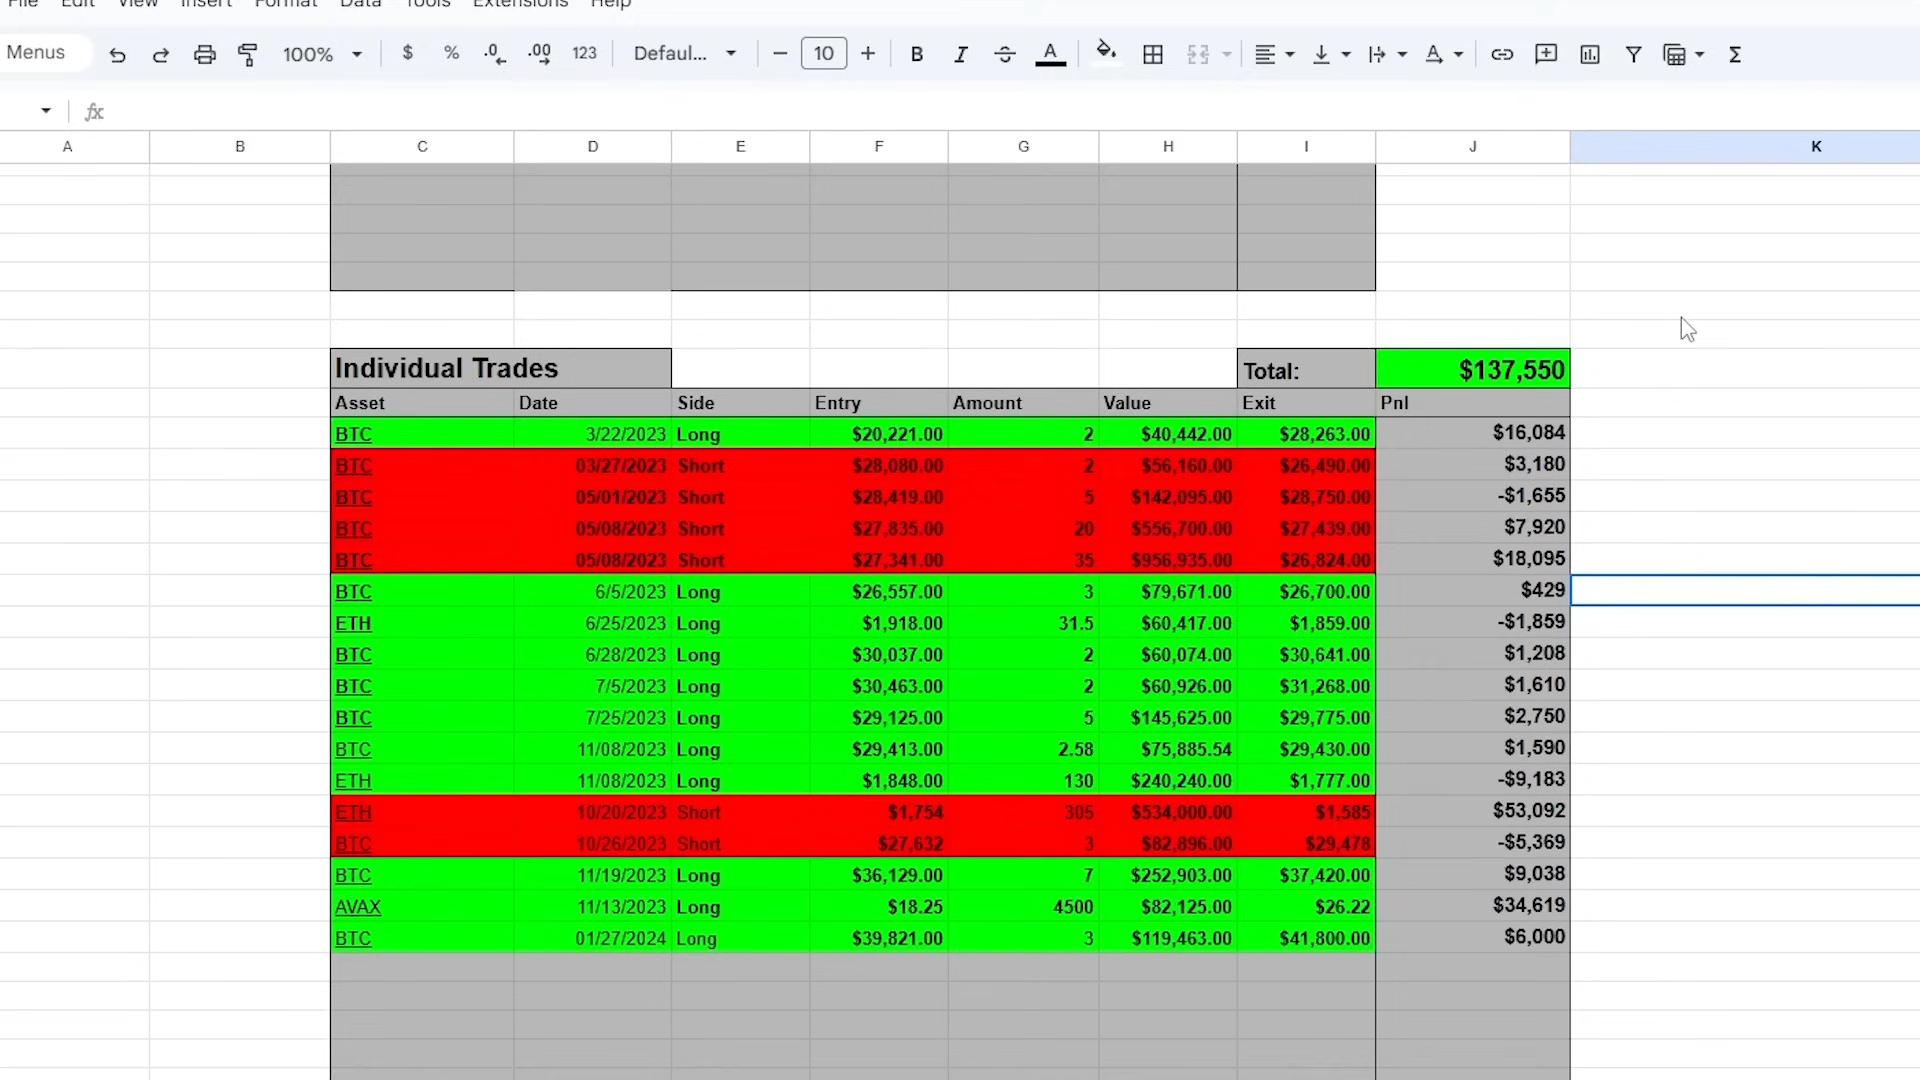 File Edit View Insert Format Data Tools Extensions Help
Menus 100% $ % .0 .00 123 Defaul... − 10 + B I S A A Σ
fx
A B C D E F G H I J K
Individual Trades Total: $137,550
Asset Date Side Entry Amount Value Exit Pnl
BTC 3/22/2023 Long $20,221.00 2 $40,442.00 $28,263.00 $16,084
BTC 03/27/2023 Short $28,080.00 2 $56,160.00 $26,490.00 $3,180
BTC 05/01/2023 Short $28,419.00 5 $142,095.00 $28,750.00 -$1,655
BTC 05/08/2023 Short $27,835.00 20 $556,700.00 $27,439.00 $7,920
BTC 05/08/2023 Short $27,341.00 35 $956,935.00 $26,824.00 $18,095
BTC 6/5/2023 Long $26,557.00 3 $79,671.00 $26,700.00 $429
ETH 6/25/2023 Long $1,918.00 31.5 $60,417.00 $1,859.00 -$1,859
BTC 6/28/2023 Long $30,037.00 2 $60,074.00 $30,641.00 $1,208
BTC 7/5/2023 Long $30,463.00 2 $60,926.00 $31,268.00 $1,610
BTC 7/25/2023 Long $29,125.00 5 $145,625.00 $29,775.00 $2,750
BTC 11/08/2023 Long $29,413.00 2.58 $75,885.54 $29,430.00 $1,590
ETH 11/08/2023 Long $1,848.00 130 $240,240.00 $1,777.00 -$9,183
ETH 10/20/2023 Short $1,754 305 $534,000.00 $1,585 $53,092
BTC 10/26/2023 Short $27,632 3 $82,896.00 $29,478 -$5,369
BTC 11/19/2023 Long $36,129.00 7 $252,903.00 $37,420.00 $9,038
AVAX 11/13/2023 Long $18.25 4500 $82,125.00 $26.22 $34,619
BTC 01/27/2024 Long $39,821.00 3 $119,463.00 $41,800.00 $6,000